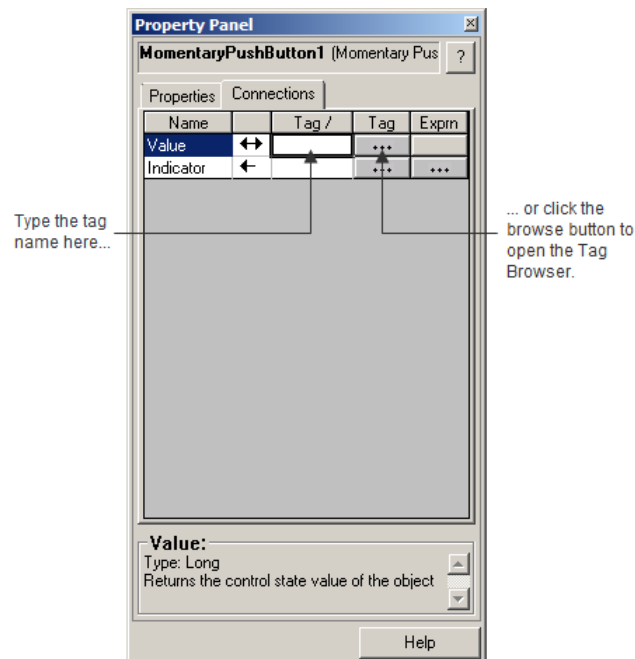 Property Panel
MomentaryPushButton1 (Momentary Pus ?
Properties Connections
Name Tag / Tag Exprn
Value ↔ ...
Indicator ← ... ...
Type the tag
name here...
... or click the
browse button to
open the Tag
Browser.
Value:
Type: Long
Returns the control state value of the object
Help